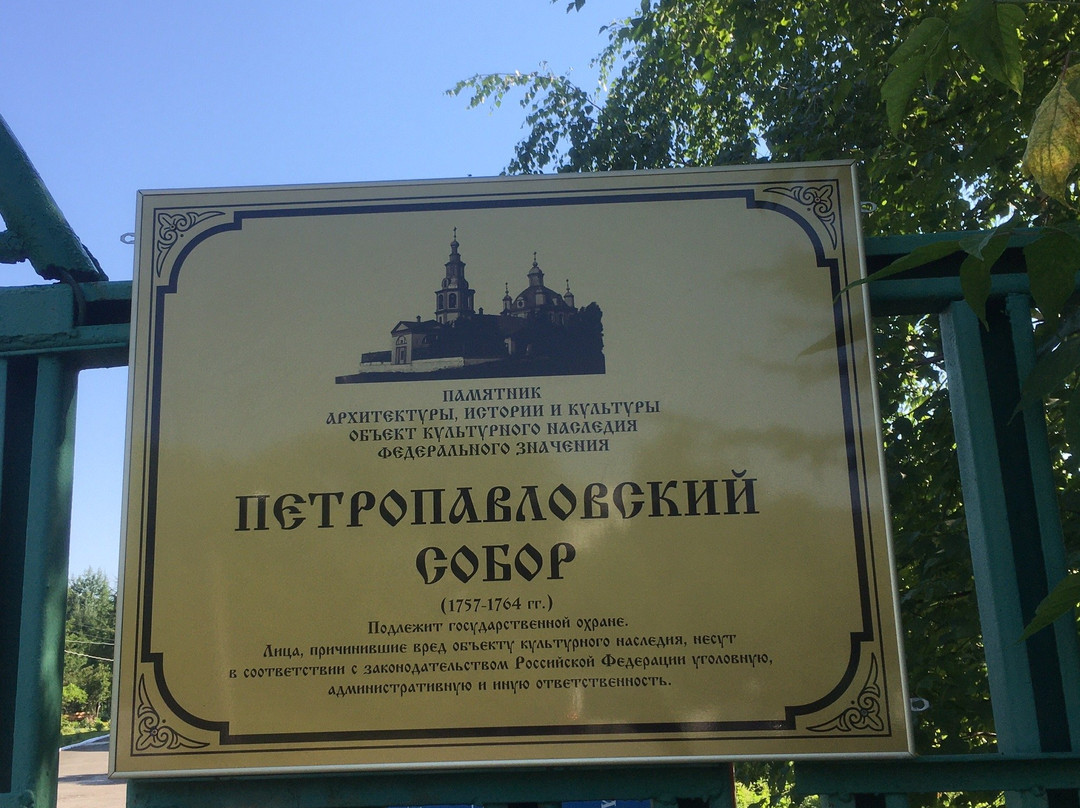 ПАМЯТНИК
АРХИТЕКТУРЫ, ИСТОРИИ И КУЛЬТУРЫ
ОБЪЕКТ КУЛЬТУРНОГО НАСЛЕДИЯ
ФЕДЕРАЛЬНОГО ЗНАЧЕНИЯ
ПЕТРОПАВЛОВСКИЙ
СОБОР
(1757-1764 гг.)
Подлежит государственной охране.
Лица, причинившие вред объекту культурного наследия, несут
в соответствии с законодательством Российской Федерации уголовную,
административную и иную ответственность.